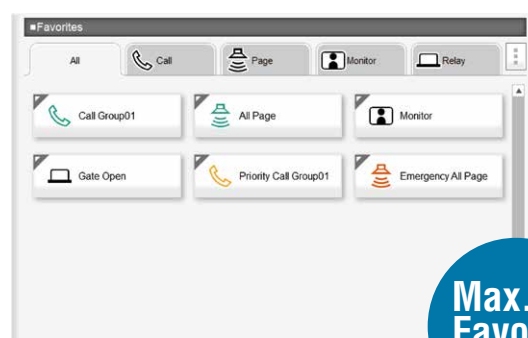 ■Favorites
All Call Page Monitor Relay
Call Group01 All Page Monitor
Gate Open Priority Call Group01 Emergency All Page
Max.
Favo